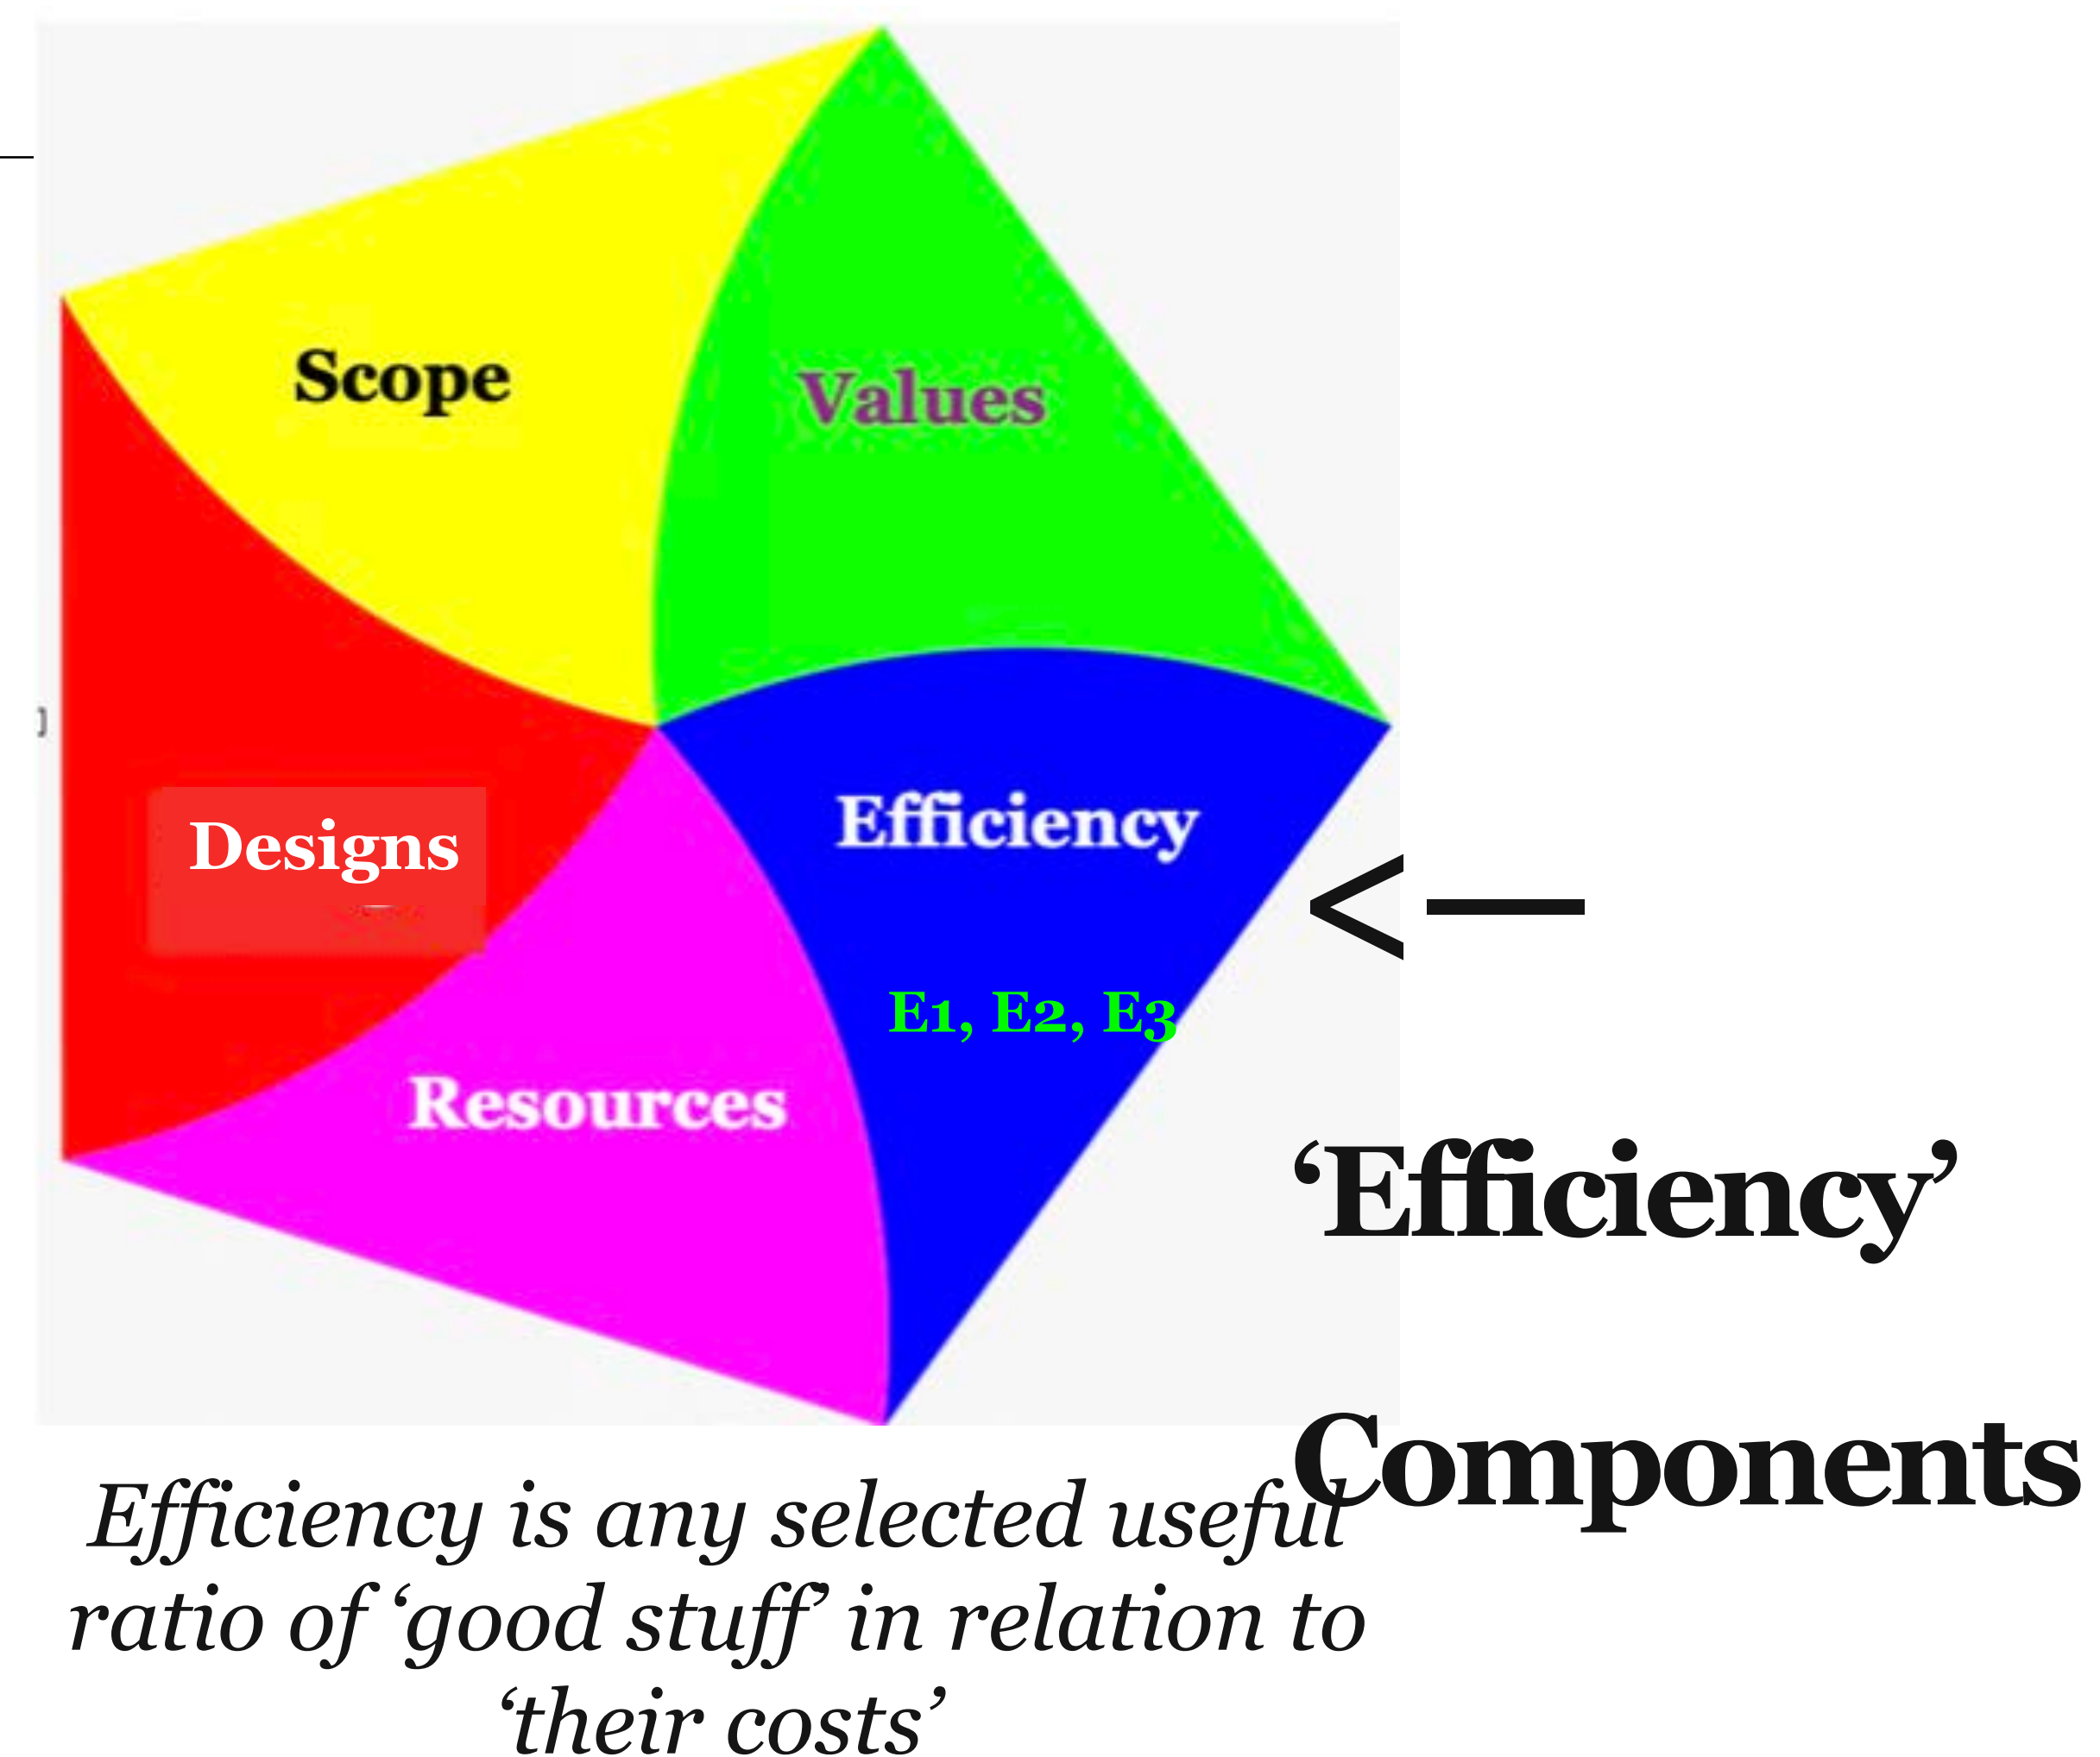 Scope
Values
Designs
Efficiency
<—
E1, E2, E3
Resources
‘Efficiency’
Components
Efficiency is any selected useful
ratio of ‘good stuff’ in relation to
‘their costs’